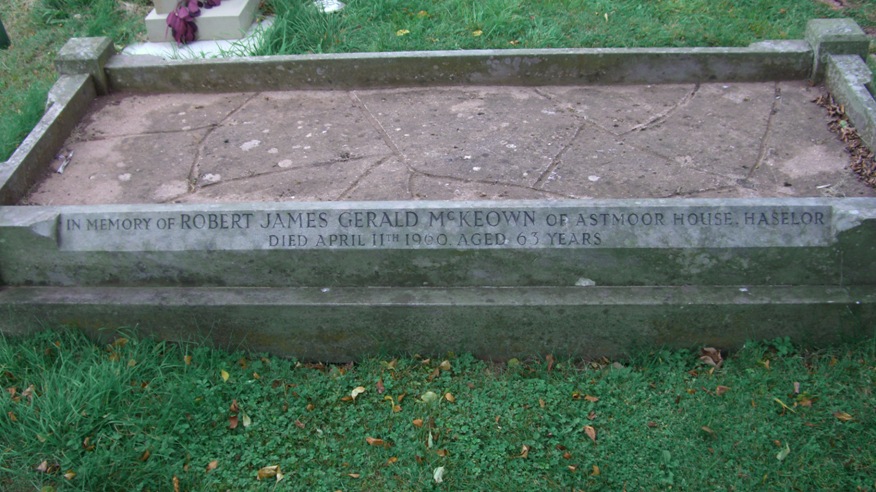 IN MEMORY OF ROBERT JAMES GERALD McKEOWN OF ASTMOOR HOUSE, HASELOR
DIED APRIL 11TH 1960 AGED 63 YEARS